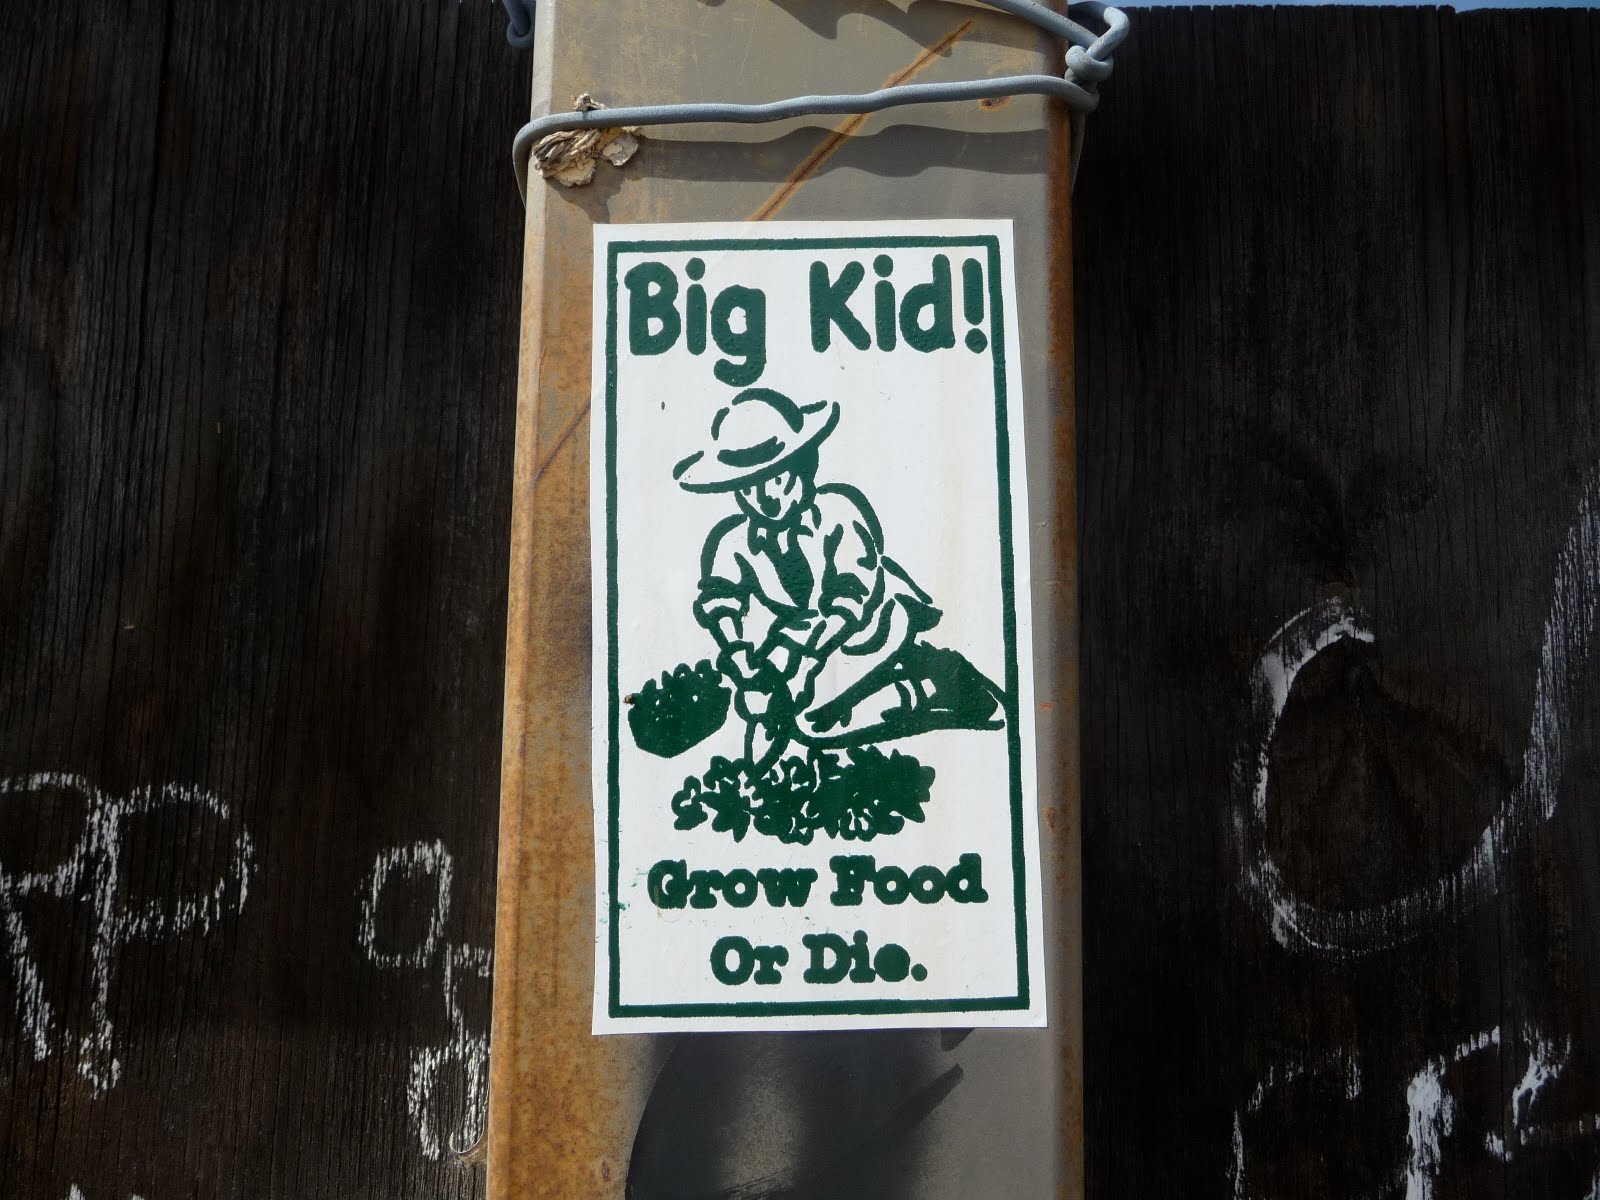 Big Kid!
Grow Food
Or Die.